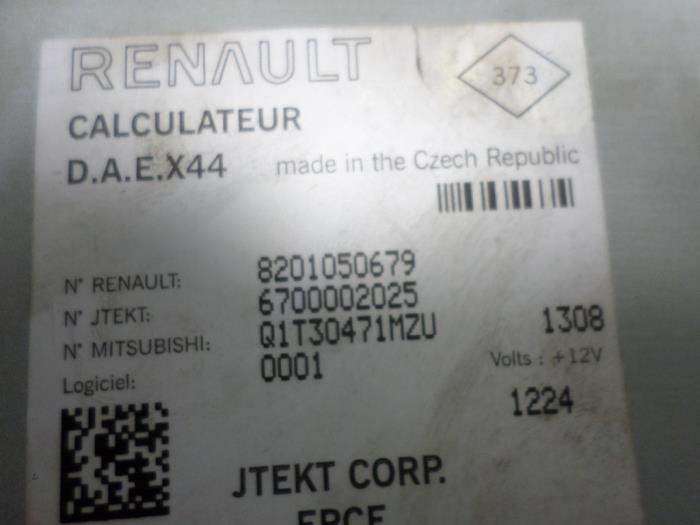 RENAULT
373
CALCULATEUR
D.A.E.X44 made in the Czech Republic
N° RENAULT: 8201050679
N° JTEKT: 6700002025
N° MITSUBISHI: Q1T30471MZU 1308
Logiciel: 0001 Volts : +12V
1224
JTEKT CORP.